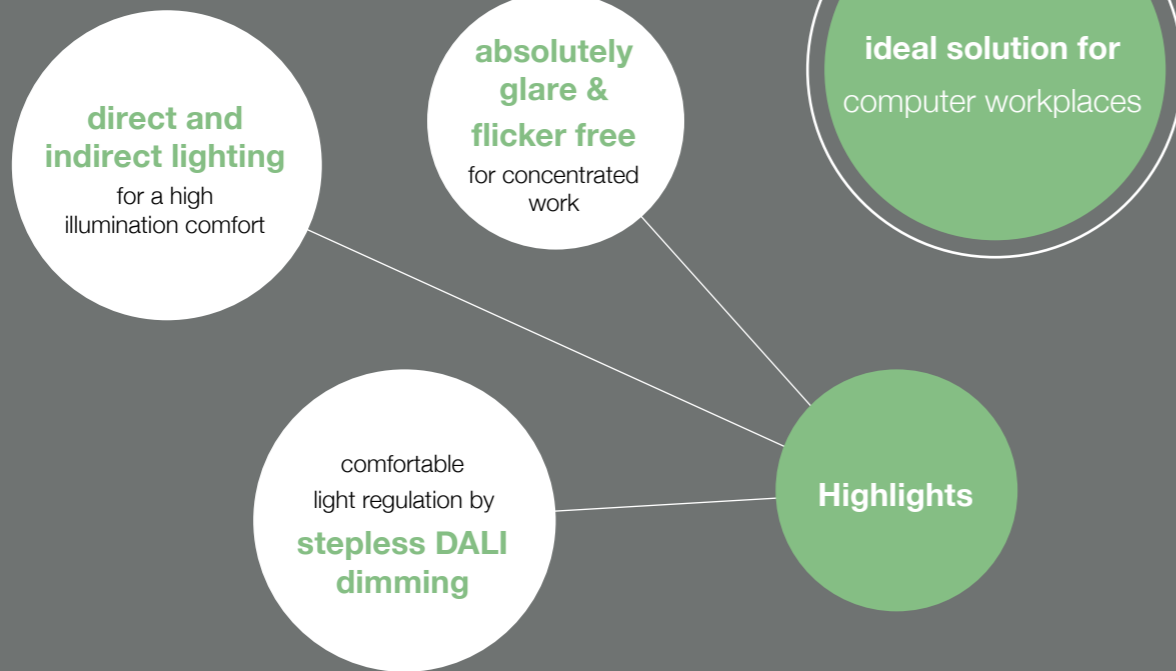 direct and
indirect lighting
for a high
illumination comfort
absolutely
glare &
flicker free
for concentrated
work
ideal solution for
computer workplaces
comfortable
light regulation by
stepless DALI
dimming
Highlights